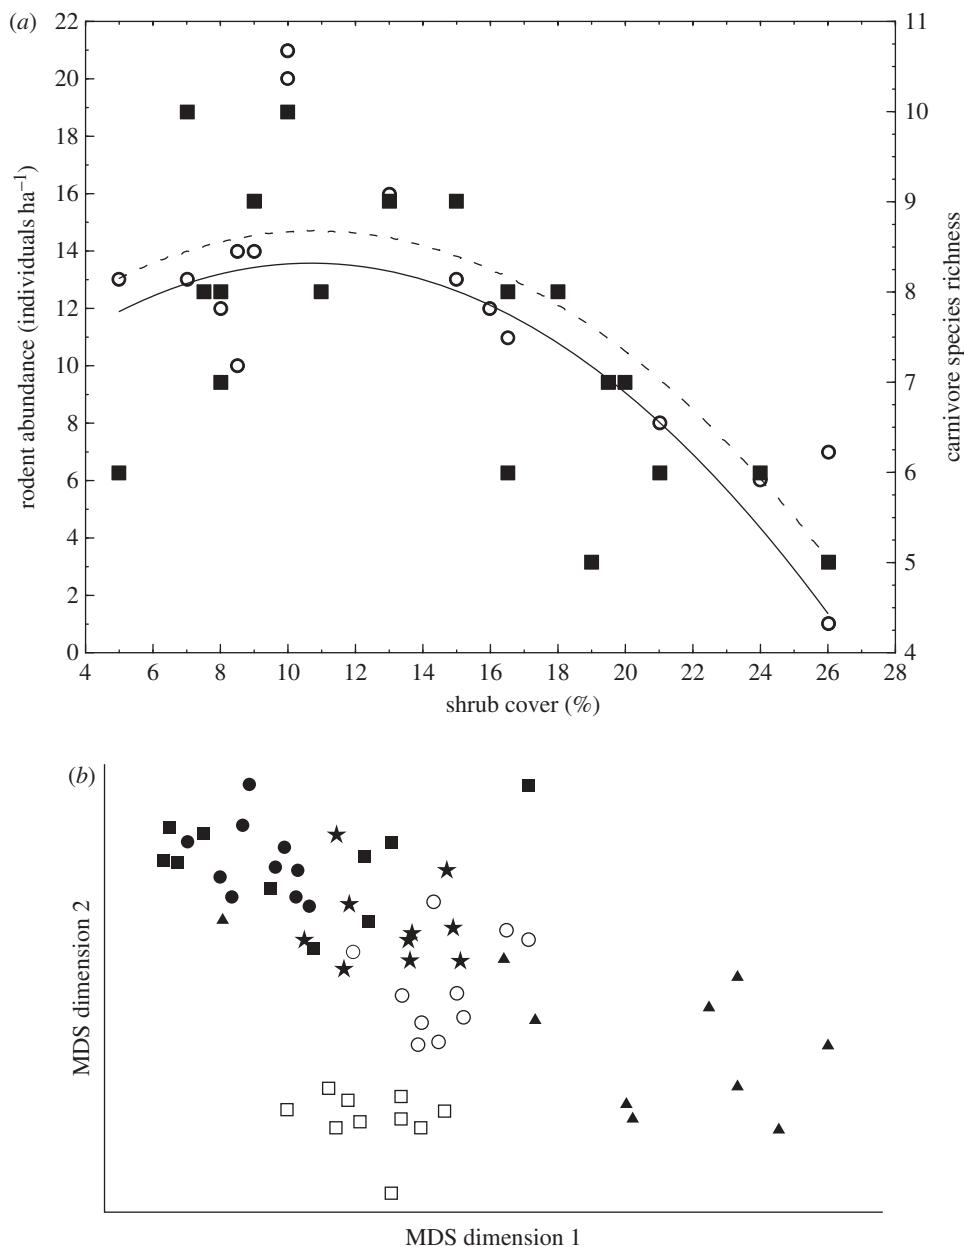 (a)
22
20
18
16
14
12
10
8
6
4
2
0
rodent abundance (individuals ha⁻¹)
11
10
9
8
7
6
5
4
carnivore species richness
4 6 8 10 12 14 16 18 20 22 24 26 28
shrub cover (%)
(b)
MDS dimension 2
MDS dimension 1